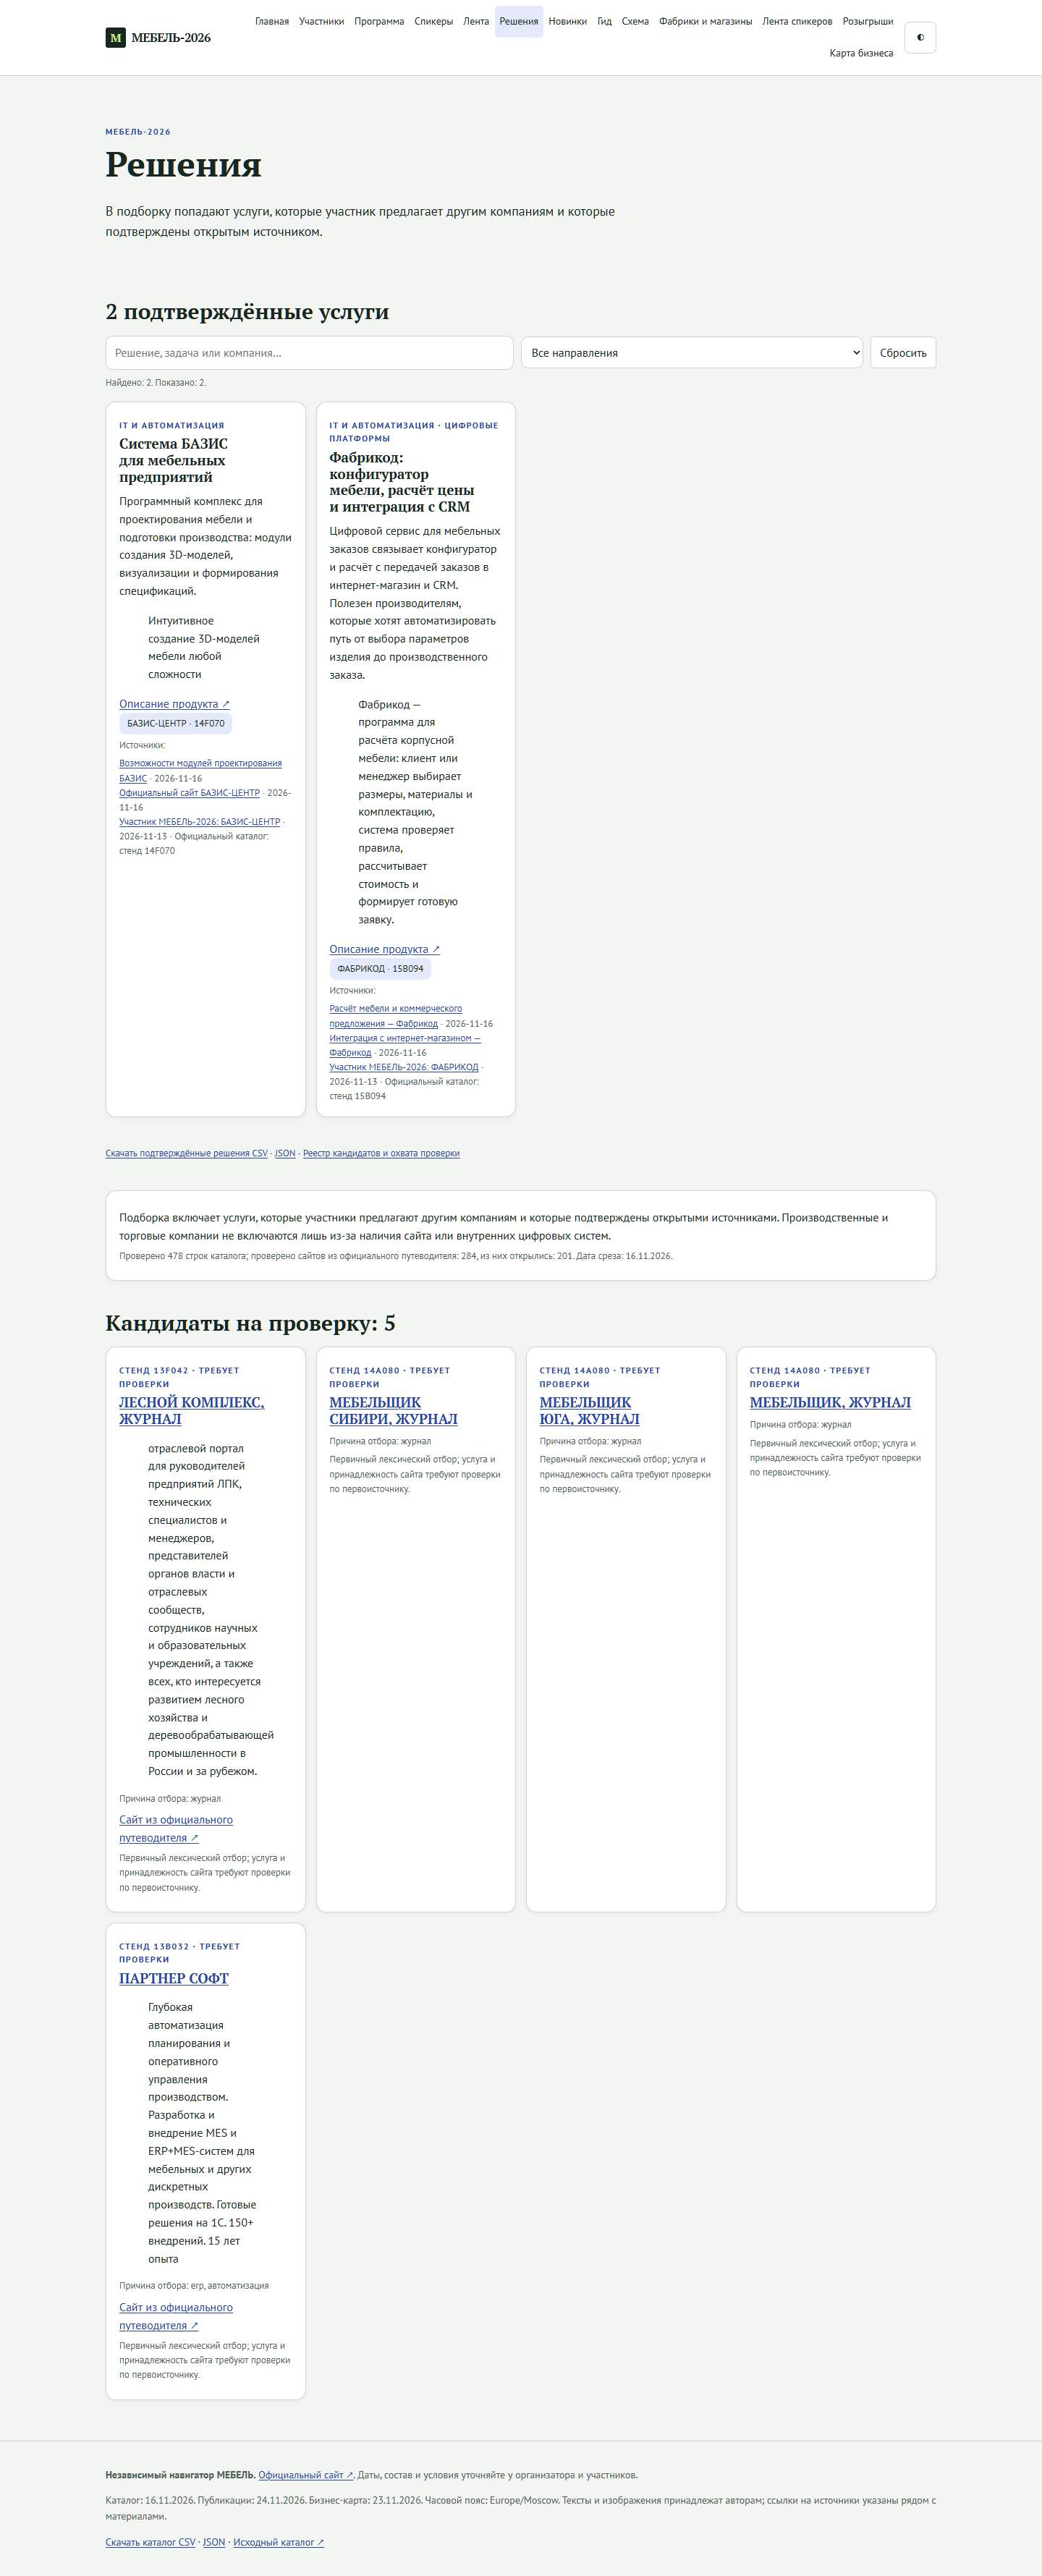 М МЕБЕЛЬ-2026
Главная Участники Программа Спикеры Лента Решения Новинки Гид Схема Фабрики и магазины Лента спикеров Розыгрыши
Карта бизнеса
МЕБЕЛЬ-2026
Решения
В подборку попадают услуги, которые участник предлагает другим компаниям и которые
подтверждены открытым источником.
2 подтверждённые услуги
Решение, задача или компания...
Все направления
Сбросить
Найдено: 2. Показано: 2.
IT И АВТОМАТИЗАЦИЯ
Система БАЗИС
для мебельных
предприятий
Программный комплекс для
проектирования мебели и
подготовки производства: модули
создания 3D-моделей,
визуализации и формирования
спецификаций.
Интуитивное
создание 3D-моделей
мебели любой
сложности
Описание продукта ↗
БАЗИС-ЦЕНТР · 14F070
Источники:
Возможности модулей проектирования
БАЗИС · 2026-11-16
Официальный сайт БАЗИС-ЦЕНТР · 2026-
11-16
Участник МЕБЕЛЬ-2026: БАЗИС-ЦЕНТР ·
2026-11-13 · Официальный каталог:
стенд 14F070
IT И АВТОМАТИЗАЦИЯ · ЦИФРОВЫЕ
ПЛАТФОРМЫ
Фабрикод:
конфигуратор
мебели, расчёт цены
и интеграция с CRM
Цифровой сервис для мебельных
заказов связывает конфигуратор
и расчёт с передачей заказов в
интернет-магазин и CRM.
Полезен производителям,
которые хотят автоматизировать
путь от выбора параметров
изделия до производственного
заказа.
Фабрикод —
программа для
расчёта корпусной
мебели: клиент или
менеджер выбирает
размеры, материалы и
комплектацию,
система проверяет
правила,
рассчитывает
стоимость и
формирует готовую
заявку.
Описание продукта ↗
ФАБРИКОД · 15B094
Источники:
Расчёт мебели и коммерческого
предложения — Фабрикод · 2026-11-16
Интеграция с интернет-магазином —
Фабрикод · 2026-11-16
Участник МЕБЕЛЬ-2026: ФАБРИКОД ·
2026-11-13 · Официальный каталог:
стенд 15B094
Скачать подтверждённые решения CSV · JSON · Реестр кандидатов и охвата проверки
Подборка включает услуги, которые участники предлагают другим компаниям и которые подтверждены открытыми источниками. Производственные и
торговые компании не включаются лишь из-за наличия сайта или внутренних цифровых систем.
Проверено 478 строк каталога; проверено сайтов из официального путеводителя: 284, из них открылись: 201. Дата среза: 16.11.2026.
Кандидаты на проверку: 5
СТЕНД 13F042 · ТРЕБУЕТ
ПРОВЕРКИ
ЛЕСНОЙ КОМПЛЕКС,
ЖУРНАЛ
отраслевой портал
для руководителей
предприятий ЛПК,
технических
специалистов и
менеджеров,
представителей
органов власти и
отраслевых
сообществ,
сотрудников научных
и образовательных
учреждений, а также
всех, кто интересуется
развитием лесного
хозяйства и
деревообрабатывающей
промышленности в
России и за рубежом.
Причина отбора: журнал
Сайт из официального
путеводителя ↗
Первичный лексический отбор; услуга и
принадлежность сайта требуют проверки
по первоисточнику.
СТЕНД 14A080 · ТРЕБУЕТ
ПРОВЕРКИ
МЕБЕЛЬЩИК
СИБИРИ, ЖУРНАЛ
Причина отбора: журнал
Первичный лексический отбор; услуга и
принадлежность сайта требуют проверки
по первоисточнику.
СТЕНД 14A080 · ТРЕБУЕТ
ПРОВЕРКИ
МЕБЕЛЬЩИК
ЮГА, ЖУРНАЛ
Причина отбора: журнал
Первичный лексический отбор; услуга и
принадлежность сайта требуют проверки
по первоисточнику.
СТЕНД 14A080 · ТРЕБУЕТ
ПРОВЕРКИ
МЕБЕЛЬЩИК, ЖУРНАЛ
Причина отбора: журнал
Первичный лексический отбор; услуга и
принадлежность сайта требуют проверки
по первоисточнику.
СТЕНД 13B032 · ТРЕБУЕТ
ПРОВЕРКИ
ПАРТНЕР СОФТ
Глубокая
автоматизация
планирования и
оперативного
управления
производством.
Разработка и
внедрение MES и
ERP+MES-систем для
мебельных и других
дискретных
производств. Готовые
решения на 1С. 150+
внедрений. 15 лет
опыта
Причина отбора: erp, автоматизация
Сайт из официального
путеводителя ↗
Первичный лексический отбор; услуга и
принадлежность сайта требуют проверки
по первоисточнику.
Независимый навигатор МЕБЕЛЬ. Официальный сайт ↗. Даты, состав и условия уточняйте у организатора и участников.
Каталог: 16.11.2026. Публикации: 24.11.2026. Бизнес-карта: 23.11.2026. Часовой пояс: Europe/Moscow. Тексты и изображения принадлежат авторам; ссылки на источники указаны рядом с
материалами.
Скачать каталог CSV · JSON · Исходный каталог ↗